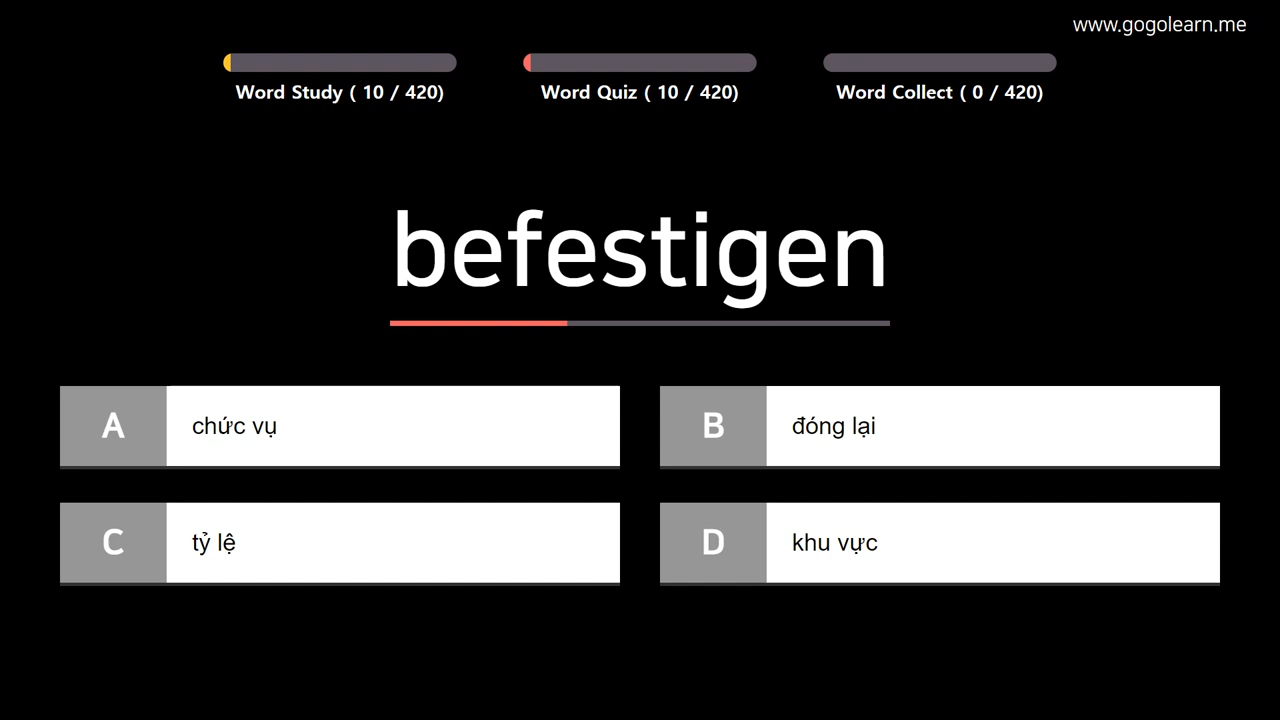 www.gogolearn.me
Word Study ( 10 / 420)
Word Quiz ( 10 / 420)
Word Collect ( 0 / 420)
befestigen
A
chức vụ
B
đóng lại
C
tỷ lệ
D
khu vực